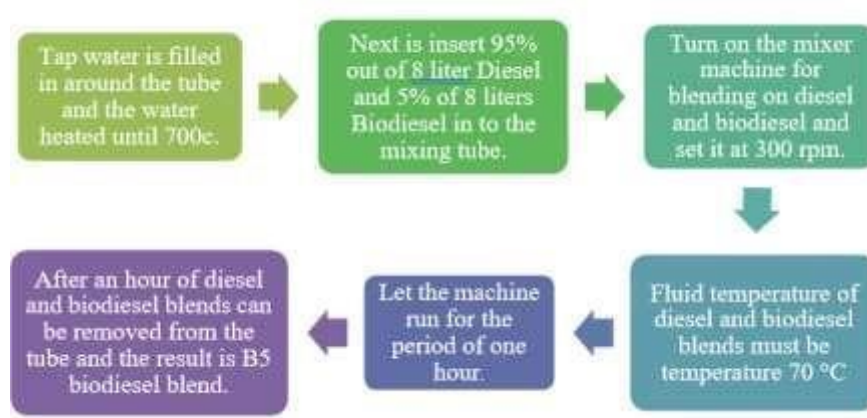 Tap water is filled
in around the tube
and the water
heated until 700c.
Next is insert 95%
out of 8 liter Diesel
and 5% of 8 liters
Biodiesel in to the
mixing tube.
Turn on the mixer
machine for
blending on diesel
and biodiesel and
set it at 300 rpm.
Fluid temperature of
diesel and biodiesel
blends must be
temperature 70 °C
Let the machine
run for the
period of one
hour.
After an hour of diesel
and biodiesel blends can
be removed from the
tube and the result is B5
biodiesel blend.